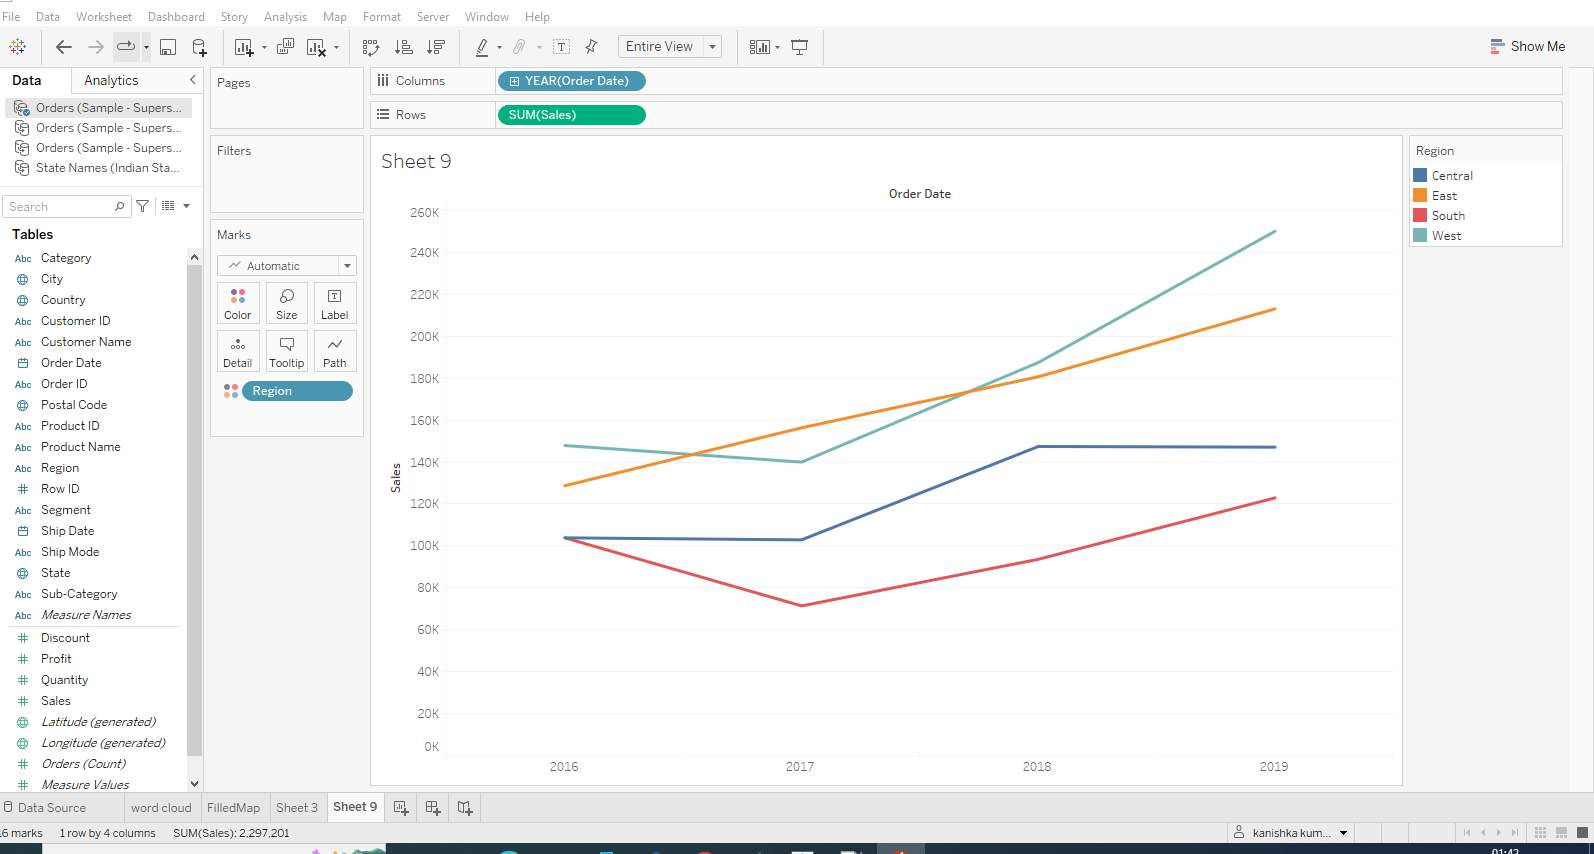 File Data Worksheet Dashboard Story Analysis Map Format Server Window Help
Entire View
Show Me
Data Analytics
Orders (Sample - Supers...
Orders (Sample - Supers...
Orders (Sample - Supers...
State Names (Indian Sta...
Search
Tables
Abc Category
City
Country
Abc Customer ID
Abc Customer Name
Order Date
Abc Order ID
Postal Code
Abc Product ID
Abc Product Name
Abc Region
# Row ID
Abc Segment
Ship Date
Abc Ship Mode
State
Abc Sub-Category
Abc Measure Names
# Discount
# Profit
# Quantity
# Sales
Latitude (generated)
Longitude (generated)
# Orders (Count)
# Measure Values
Pages
Filters
Marks
Automatic
Color Size Label
Detail Tooltip Path
Region
Columns YEAR(Order Date)
Rows SUM(Sales)
Sheet 9
Order Date
260K
240K
220K
200K
180K
160K
140K
120K
100K
80K
60K
40K
20K
0K
Sales
2016 2017 2018 2019
Region
Central
East
South
West
Data Source word cloud FilledMap Sheet 3 Sheet 9
16 marks 1 row by 4 columns SUM(Sales): 2,297,201
kanishka kum...
01:42